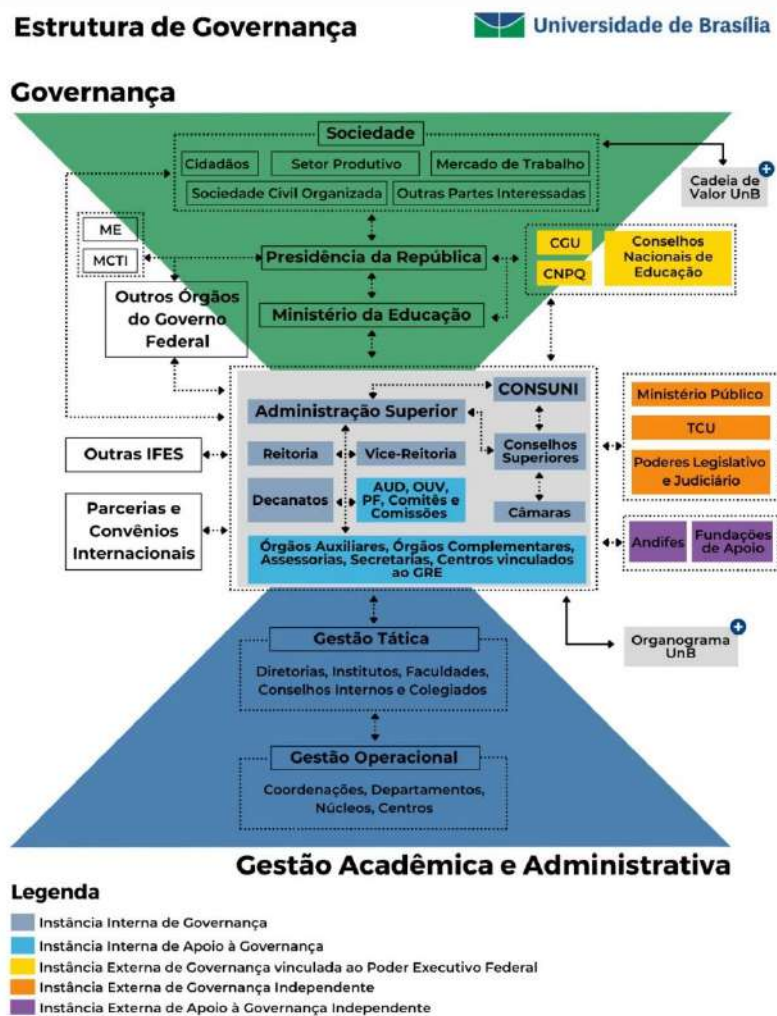 Estrutura de Governança
Universidade de Brasília
Governança
Sociedade
Cidadãos
Setor Produtivo
Mercado de Trabalho
Sociedade Civil Organizada
Outras Partes Interessadas
Cadeia de
Valor UnB
ME
MCTI
Presidência da República
CGU
CNPQ
Conselhos
Nacionais de
Educação
Outros Órgãos
do Governo
Federal
Ministério da Educação
CONSUNI
Administração Superior
Ministério Público
TCU
Poderes Legislativo
e Judiciário
Outras IFES
Reitoria
Vice-Reitoria
Conselhos
Superiores
Decanatos
AUD, OUV,
PF, Comitês e
Comissões
Câmaras
Parcerias e
Convênios
Internacionais
Órgãos Auxiliares, Órgãos Complementares,
Assessorias, Secretarias, Centros vinculados
ao GRE
Andifes
Fundações
de Apoio
Gestão Tática
Diretorias, Institutos, Faculdades,
Conselhos Internos e Colegiados
Organograma
UnB
Gestão Operacional
Coordenações, Departamentos,
Núcleos, Centros
Gestão Acadêmica e Administrativa
Legenda
Instância Interna de Governança
Instância Interna de Apoio à Governança
Instância Externa de Governança vinculada ao Poder Executivo Federal
Instância Externa de Governança Independente
Instância Externa de Apoio à Governança Independente